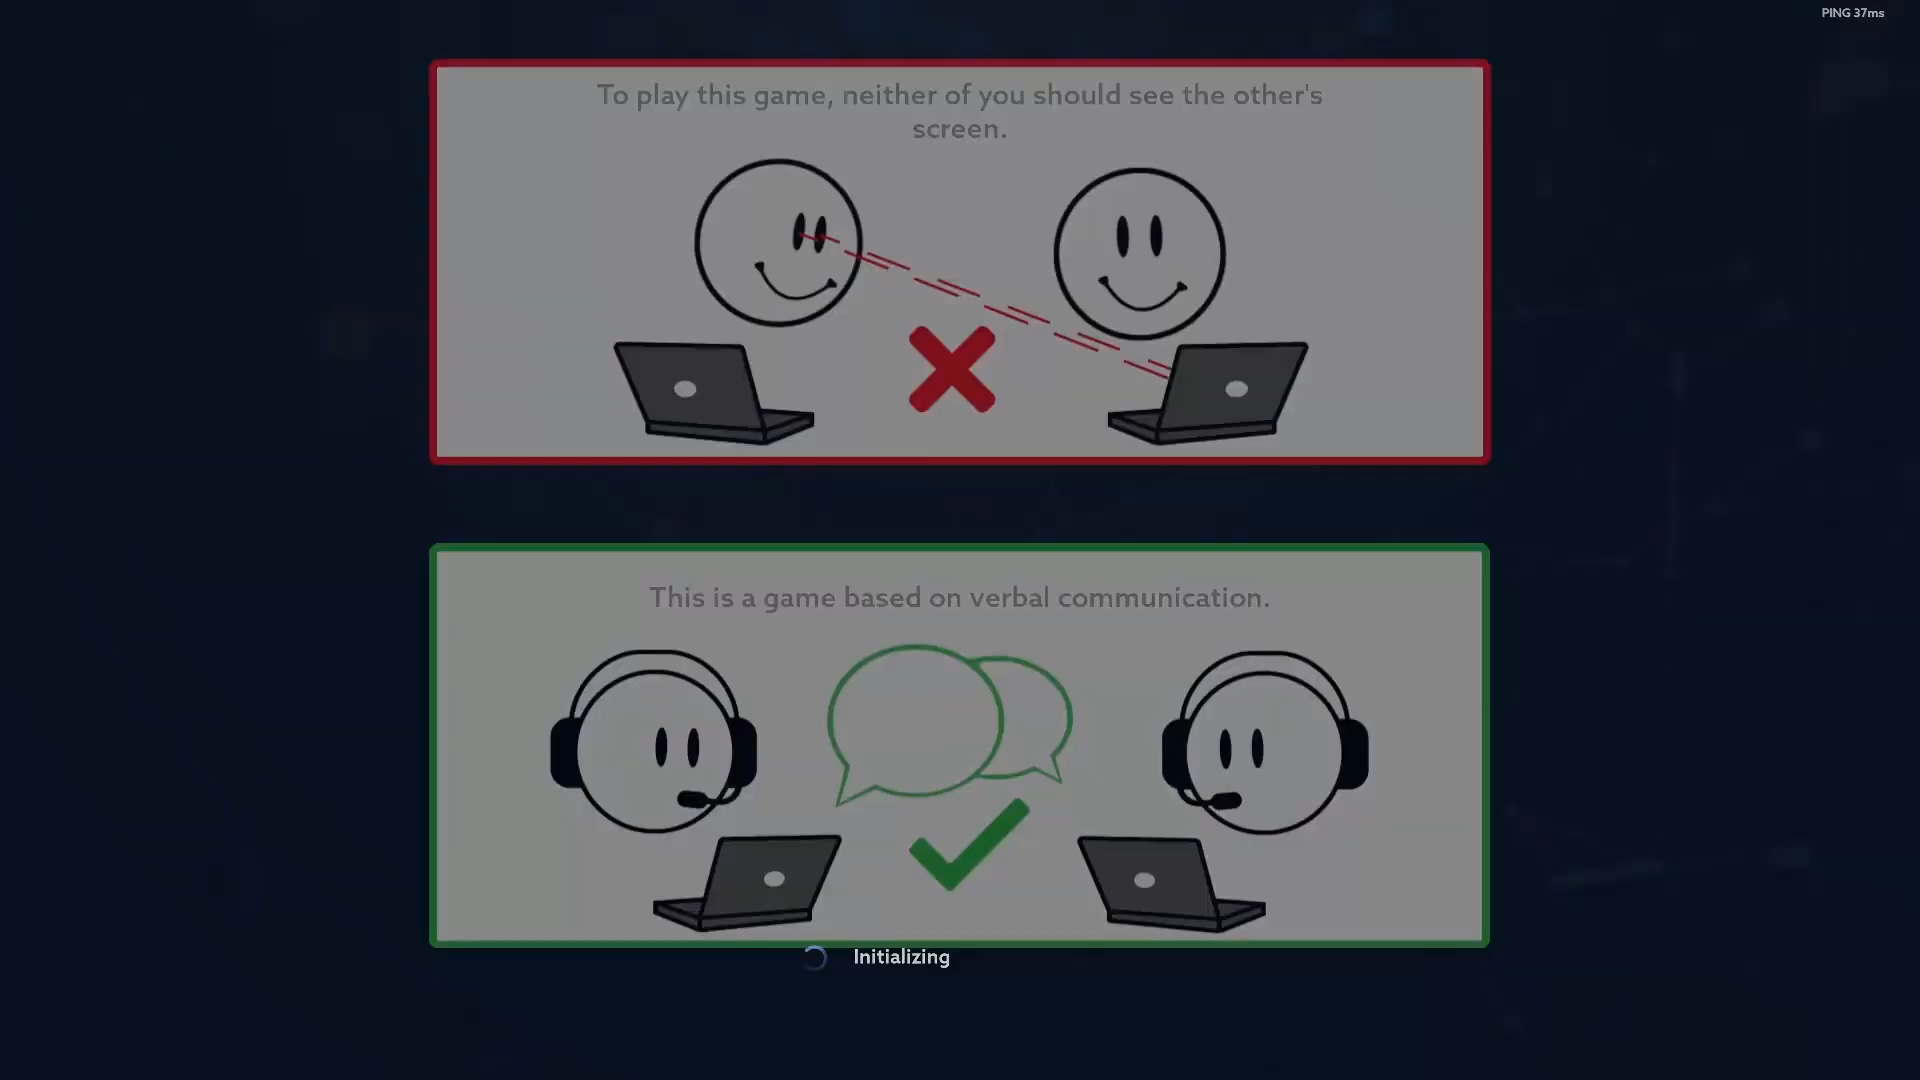 PING 37ms
To play this game, neither of you should see the other's
screen.
This is a game based on verbal communication.
Initializing